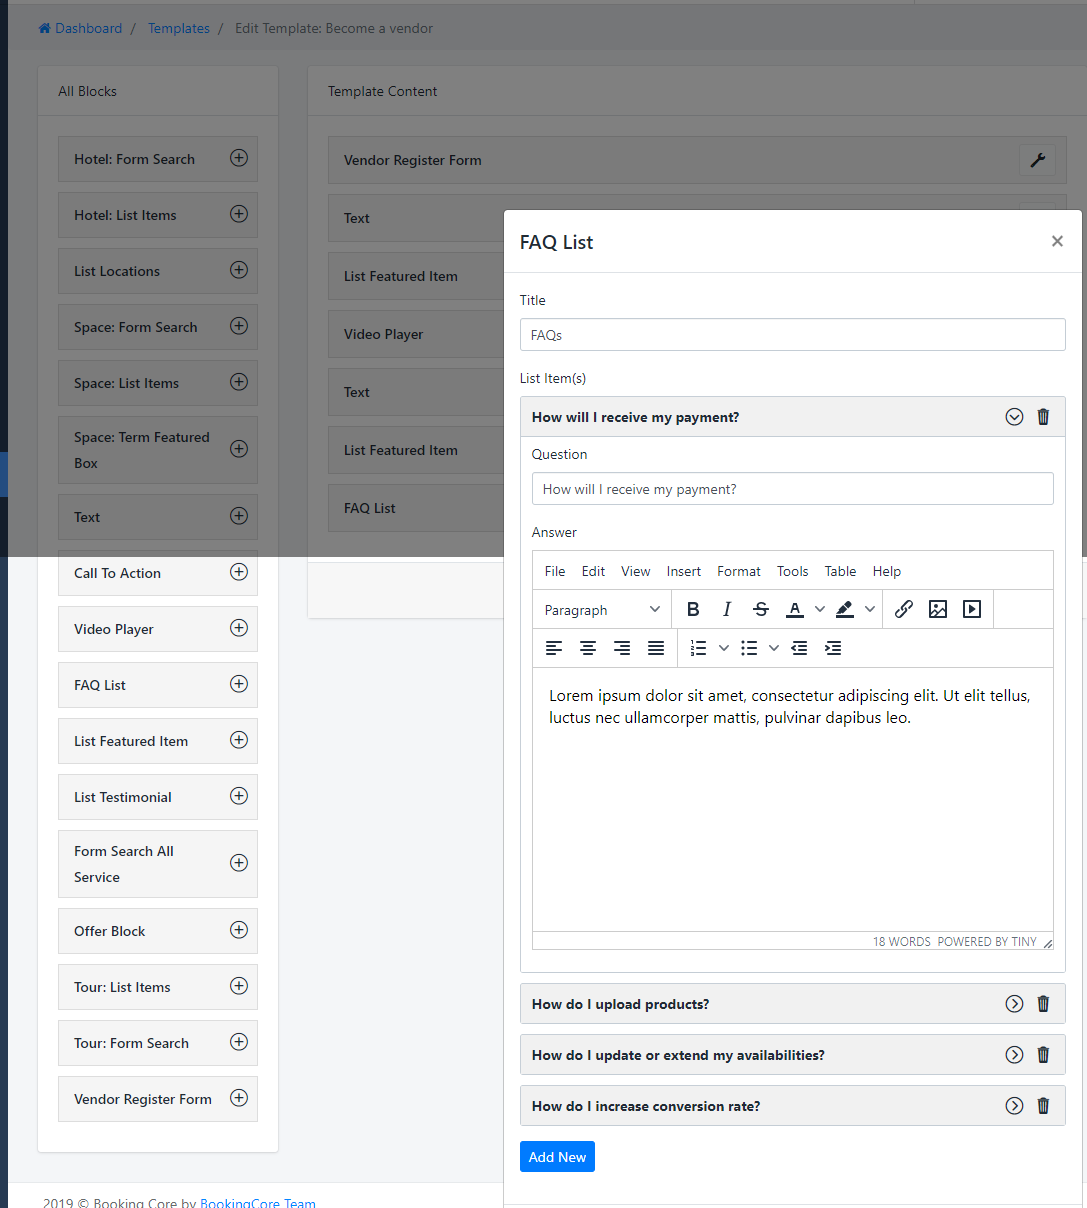 Dashboard / Templates / Edit Template: Become a vendor
All Blocks
Hotel: Form Search
Hotel: List Items
List Locations
Space: Form Search
Space: List Items
Space: Term Featured
Box
Text
Call To Action
Video Player
FAQ List
List Featured Item
List Testimonial
Form Search All
Service
Offer Block
Tour: List Items
Tour: Form Search
Vendor Register Form
Template Content
Vendor Register Form
Text
List Featured Item
Video Player
Text
List Featured Item
FAQ List
FAQ List
Title
FAQs
List Item(s)
How will I receive my payment?
Question
How will I receive my payment?
Answer
File Edit View Insert Format Tools Table Help
Paragraph
Lorem ipsum dolor sit amet, consectetur adipiscing elit. Ut elit tellus,
luctus nec ullamcorper mattis, pulvinar dapibus leo.
18 WORDS POWERED BY TINY
How do I upload products?
How do I update or extend my availabilities?
How do I increase conversion rate?
Add New
2019 © Booking Core by BookingCore Team